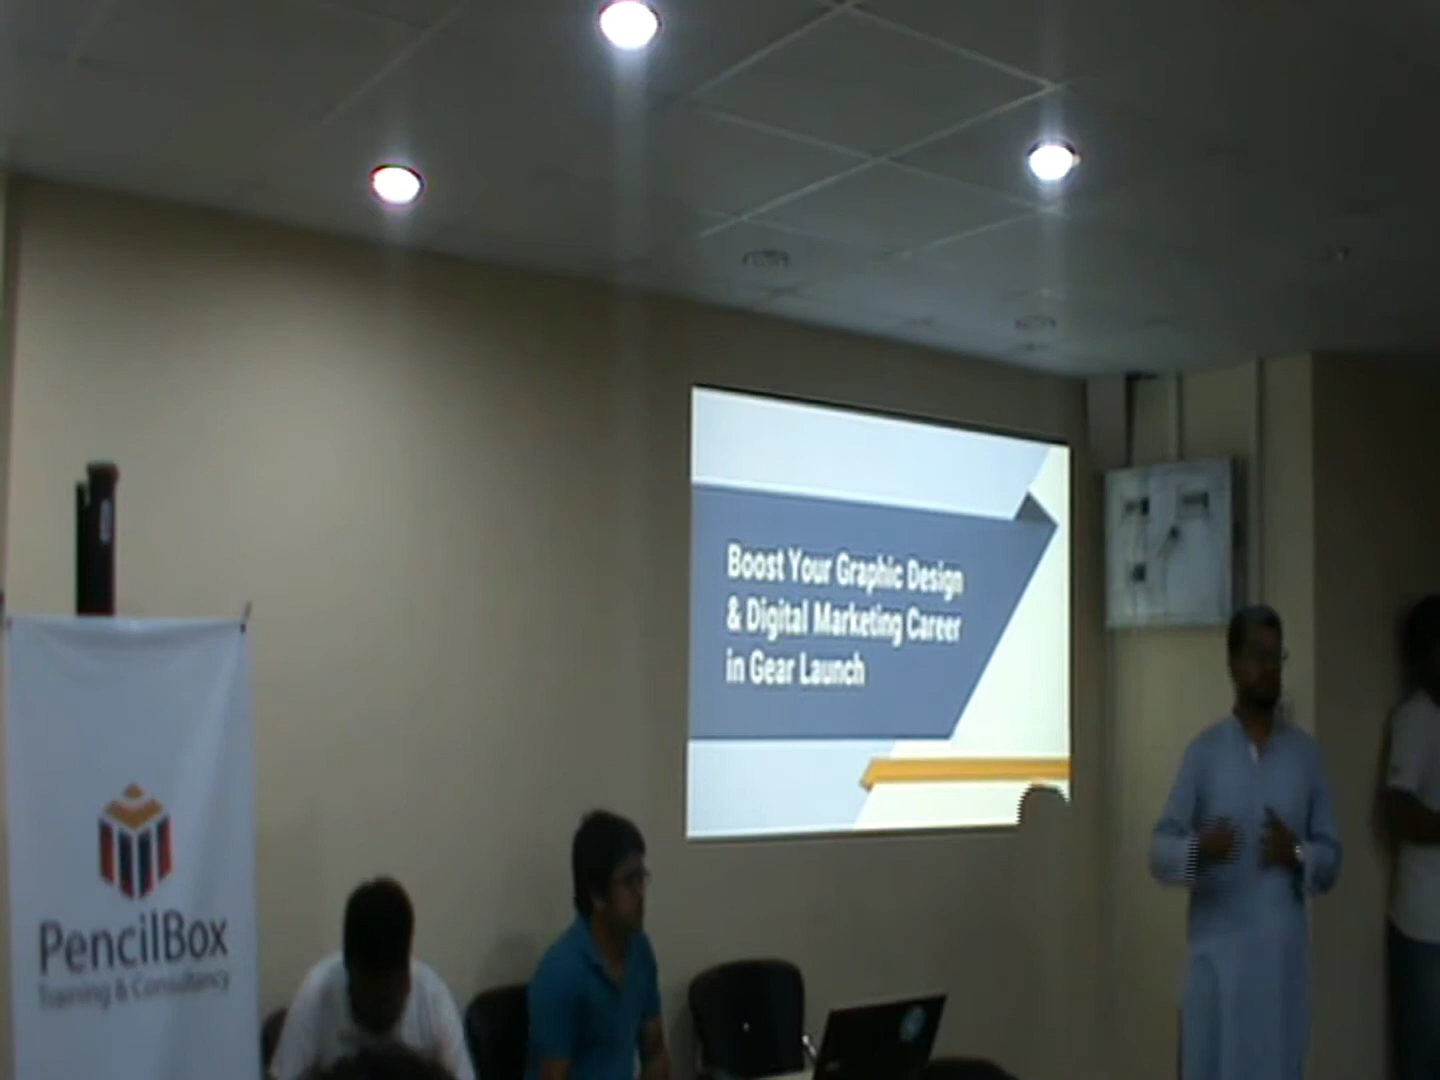 Boost Your Graphic Design
& Digital Marketing Career
in Gear Launch
PencilBox
Training & Consultancy